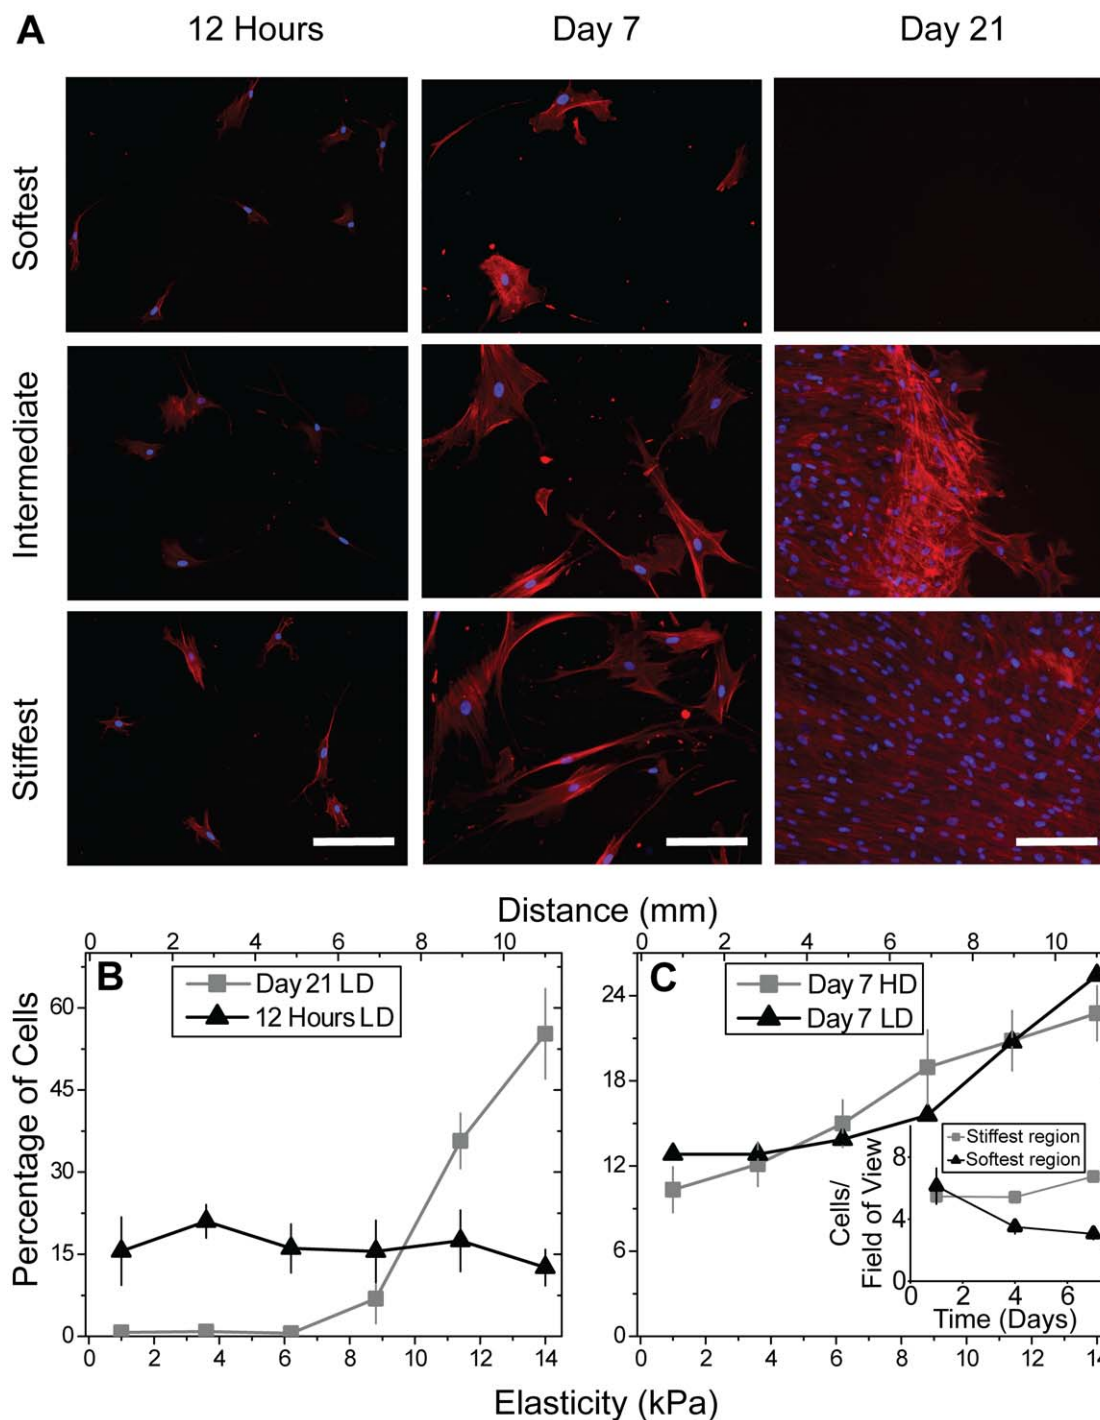 A
12 Hours
Day 7
Day 21
Softest
Intermediate
Stiffest
Distance (mm)
0 2 4 6 8 10
0 2 4 6 8 10
B
Day 21 LD
12 Hours LD
C
Day 7 HD
Day 7 LD
Percentage of Cells
60
45
30
15
0
24
18
12
6
0
Stiffest region
Softest region
Cells/
Field of View
8
4
0
0 2 4 6
Time (Days)
0 2 4 6 8 10 12 14
0 2 4 6 8 10 12 14
Elasticity (kPa)